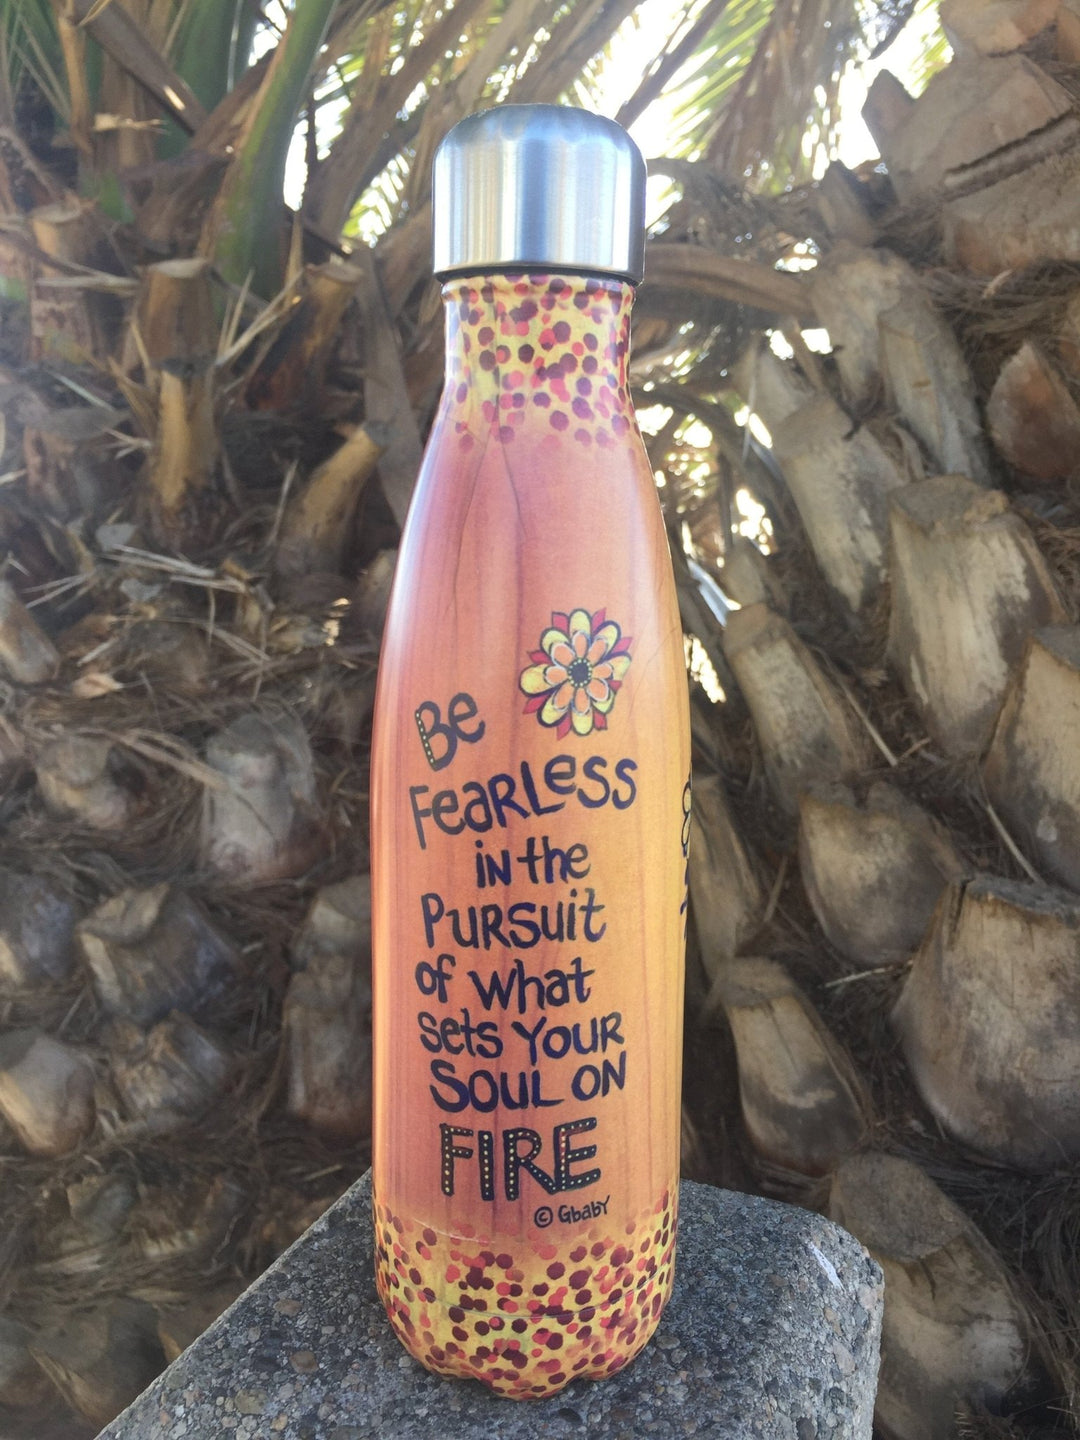 Be
FeaRLess
in the
PURSuit
of what
sets YOUR
SOUL ON
FIRE
© Gbaby